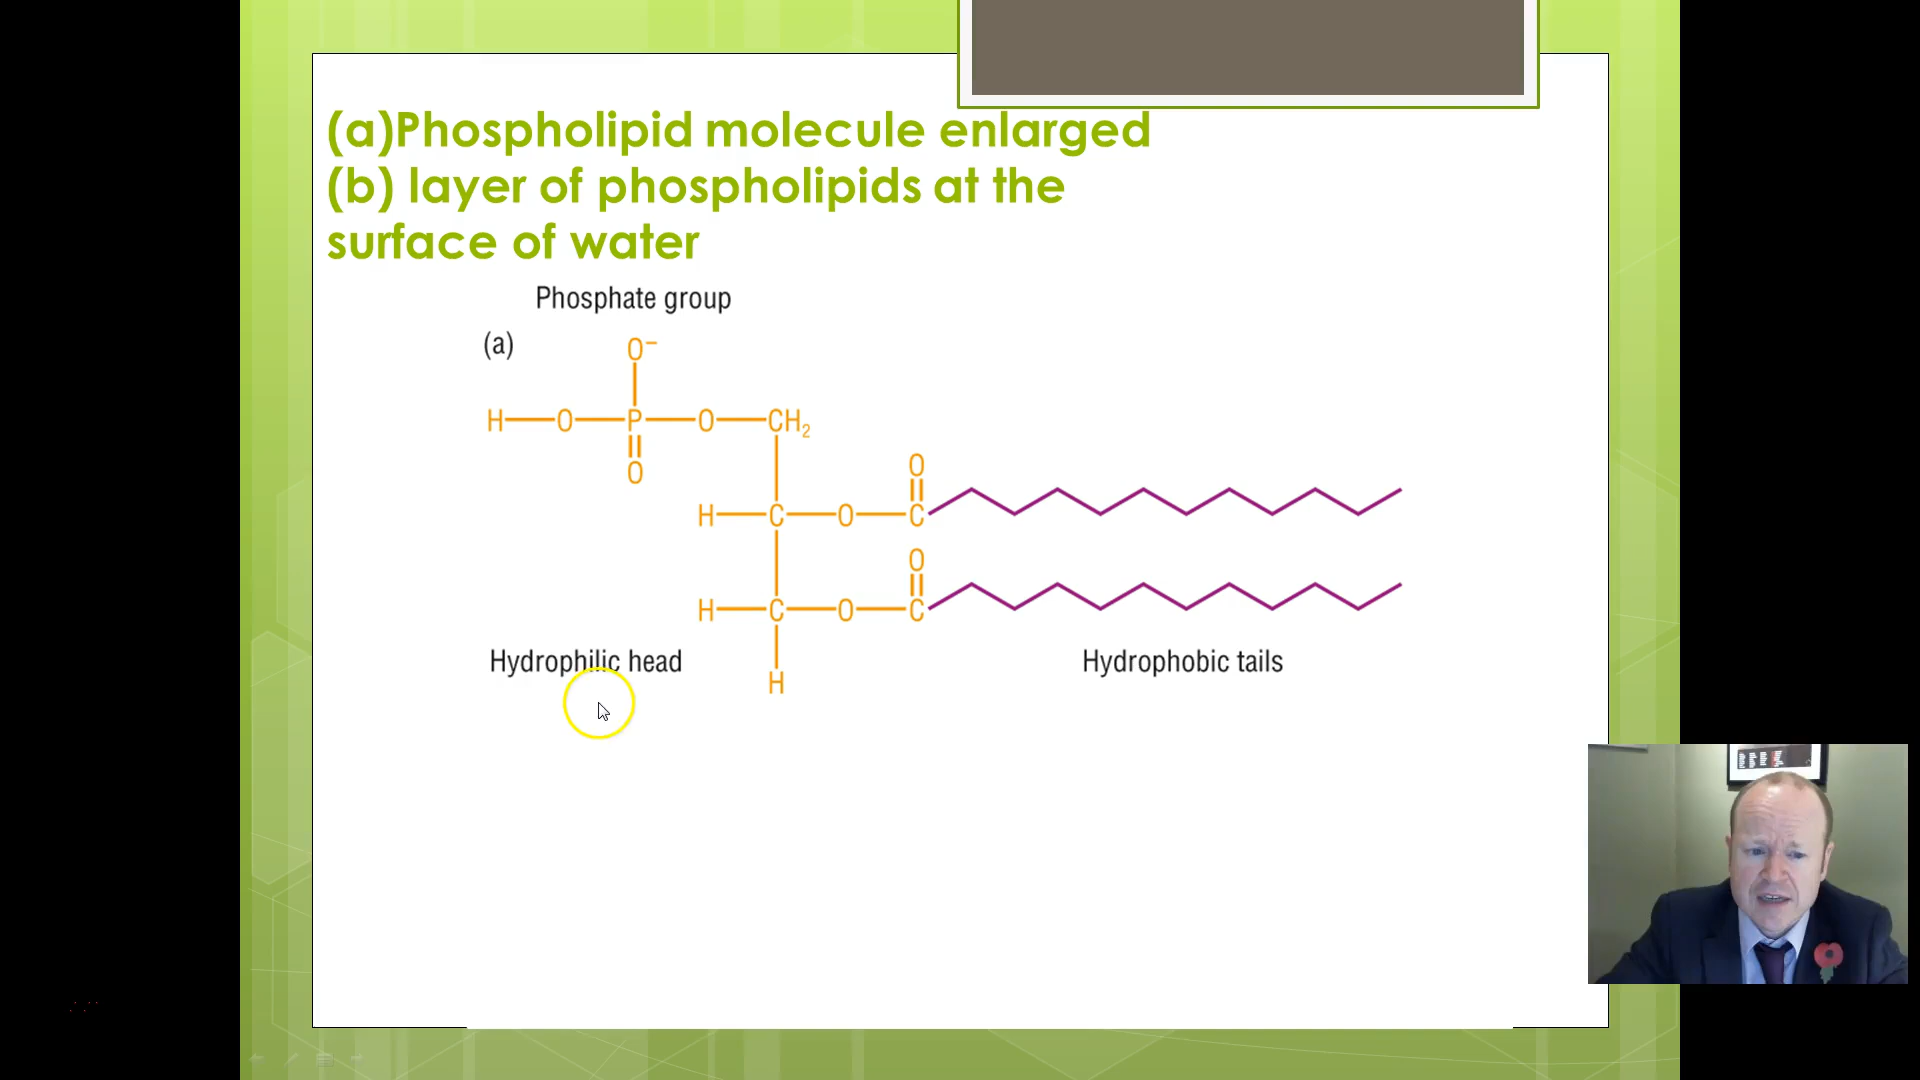 (a)Phospholipid molecule enlarged
(b) layer of phospholipids at the
surface of water
Phosphate group
(a)
O−
H—O—P—O—CH2
O
O
H—C—O—C
O
H—C—O—C
Hydrophilic head
Hydrophobic tails
H